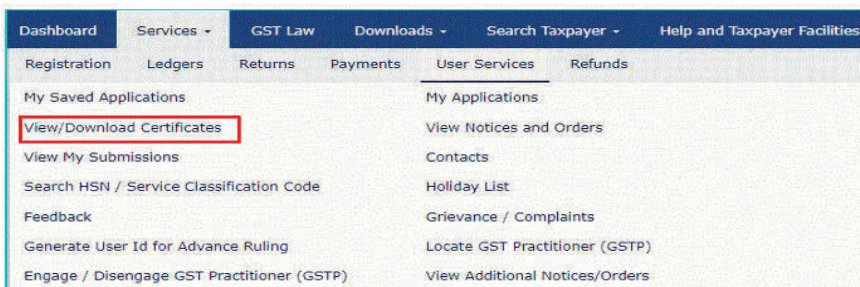 Dashboard Services GST Law Downloads Search Taxpayer Help and Taxpayer Facilities
Registration Ledgers Returns Payments User Services Refunds
My Saved Applications My Applications
View/Download Certificates View Notices and Orders
View My Submissions Contacts
Search HSN / Service Classification Code Holiday List
Feedback Grievance / Complaints
Generate User Id for Advance Ruling Locate GST Practitioner (GSTP)
Engage / Disengage GST Practitioner (GSTP) View Additional Notices/Orders